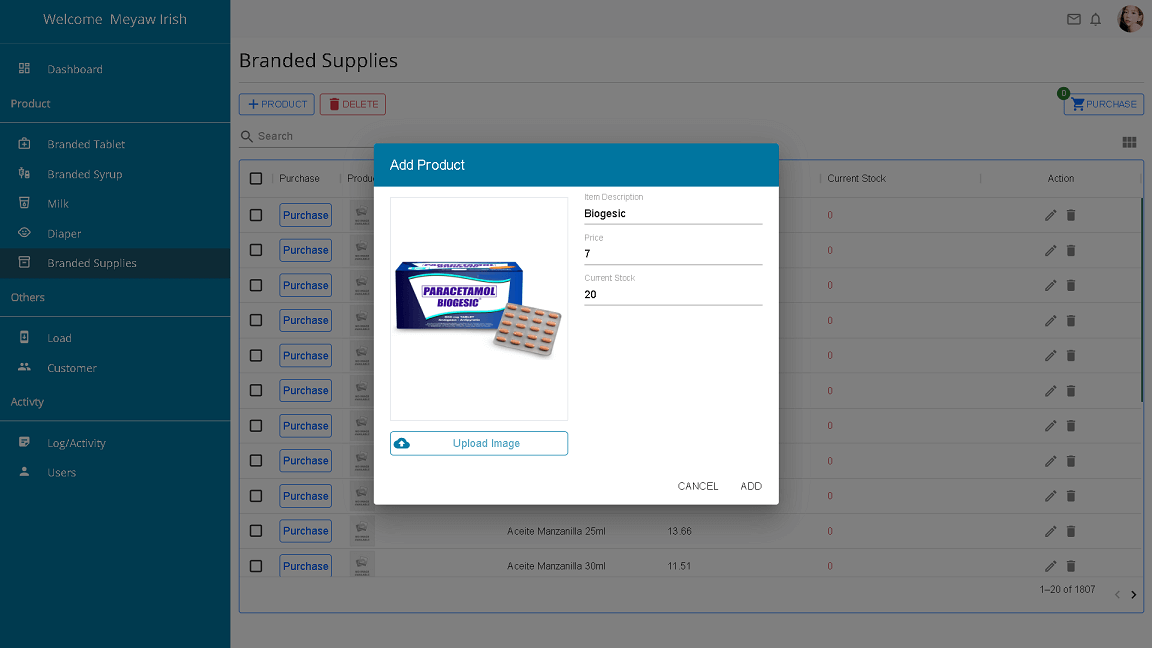 Welcome Meyaw Irish
Dashboard
Product
Branded Tablet
Branded Syrup
Milk
Diaper
Branded Supplies
Others
Load
Customer
Activty
Log/Activity
Users
Branded Supplies
PRODUCT
DELETE
0
PURCHASE
Search
Purchase
Current Stock
Action
Purchase 0
Purchase 0
Purchase 0
Purchase 0
Purchase 0
Purchase 0
Purchase 0
Purchase 0
Purchase 0
Purchase Aceite Manzanilla 25ml 13.66 0
Purchase Aceite Manzanilla 30ml 11.51 0
1–20 of 1807
Add Product
PARACETAMOL
BIOGESIC
Upload Image
Item Description
Biogesic
Price
7
Current Stock
20
CANCEL
ADD